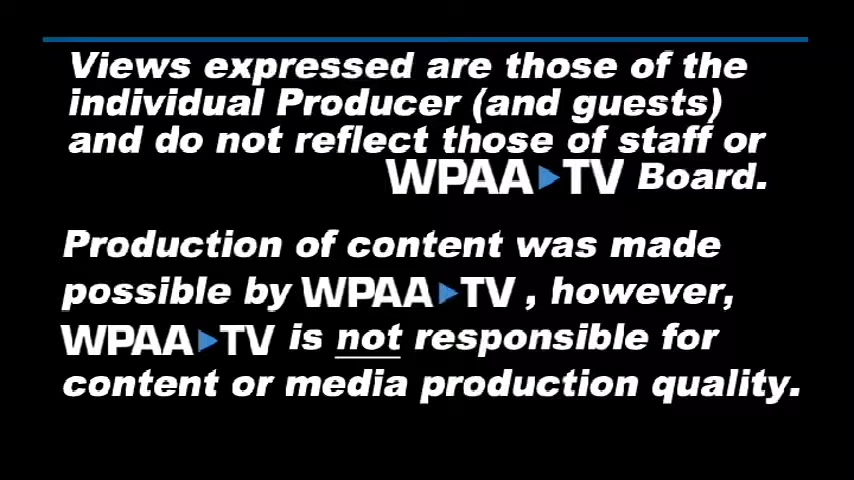 Views expressed are those of the
individual Producer (and guests)
and do not reflect those of staff or
WPAA TV Board.
Production of content was made
possible by WPAA TV , however,
WPAA TV is not responsible for
content or media production quality.